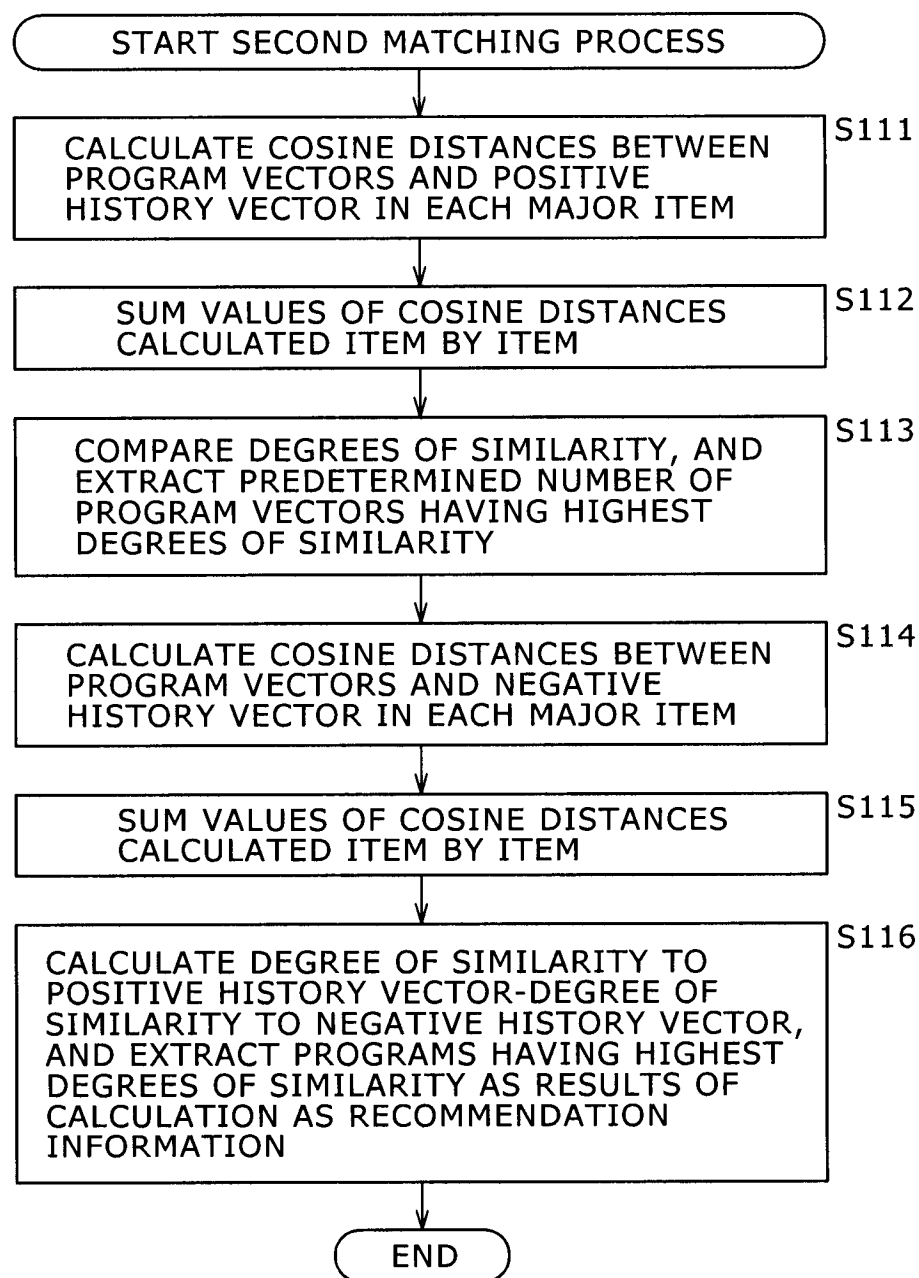 START SECOND MATCHING PROCESS
S111
CALCULATE COSINE DISTANCES BETWEEN
PROGRAM VECTORS AND POSITIVE
HISTORY VECTOR IN EACH MAJOR ITEM
S112
SUM VALUES OF COSINE DISTANCES
CALCULATED ITEM BY ITEM
S113
COMPARE DEGREES OF SIMILARITY, AND
EXTRACT PREDETERMINED NUMBER OF
PROGRAM VECTORS HAVING HIGHEST
DEGREES OF SIMILARITY
S114
CALCULATE COSINE DISTANCES BETWEEN
PROGRAM VECTORS AND NEGATIVE
HISTORY VECTOR IN EACH MAJOR ITEM
S115
SUM VALUES OF COSINE DISTANCES
CALCULATED ITEM BY ITEM
S116
CALCULATE DEGREE OF SIMILARITY TO
POSITIVE HISTORY VECTOR-DEGREE OF
SIMILARITY TO NEGATIVE HISTORY VECTOR,
AND EXTRACT PROGRAMS HAVING HIGHEST
DEGREES OF SIMILARITY AS RESULTS OF
CALCULATION AS RECOMMENDATION
INFORMATION
END